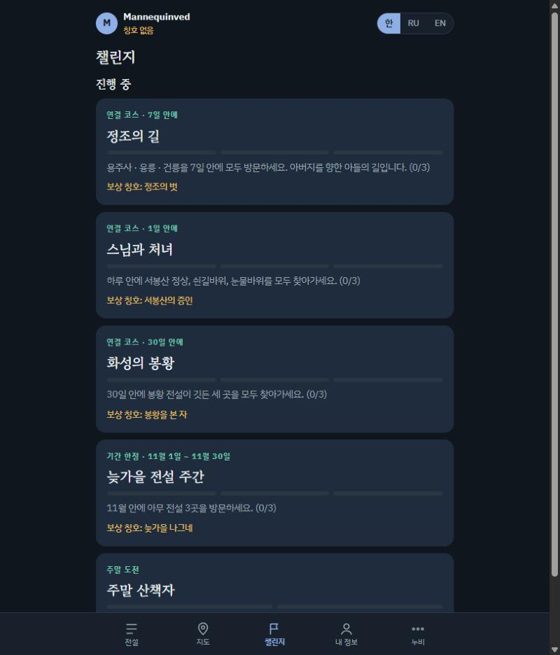 M
Mannequinved
칭호 없음
한 RU EN
챌린지
진행 중
연결 코스 · 7일 안에
정조의 길
용주사 · 융릉 · 건릉을 7일 안에 모두 방문하세요. 아버지를 향한 아들의 길입니다. (0/3)
보상 칭호: 정조의 벗
연결 코스 · 1일 안에
스님과 처녀
하루 안에 서봉산 정상, 쉰길바위, 눈물바위를 모두 찾아가세요. (0/3)
보상 칭호: 서봉산의 증인
연결 코스 · 30일 안에
화성의 봉황
30일 안에 봉황 전설이 깃든 세 곳을 모두 찾아가세요. (0/3)
보상 칭호: 봉황을 본 자
기간 한정 · 11월 1일 ~ 11월 30일
늦가을 전설 주간
11월 안에 아무 전설 3곳을 방문하세요. (0/3)
보상 칭호: 늦가을 나그네
주말 도전
주말 산책자
전설 지도 챌린지 내 정보 누비